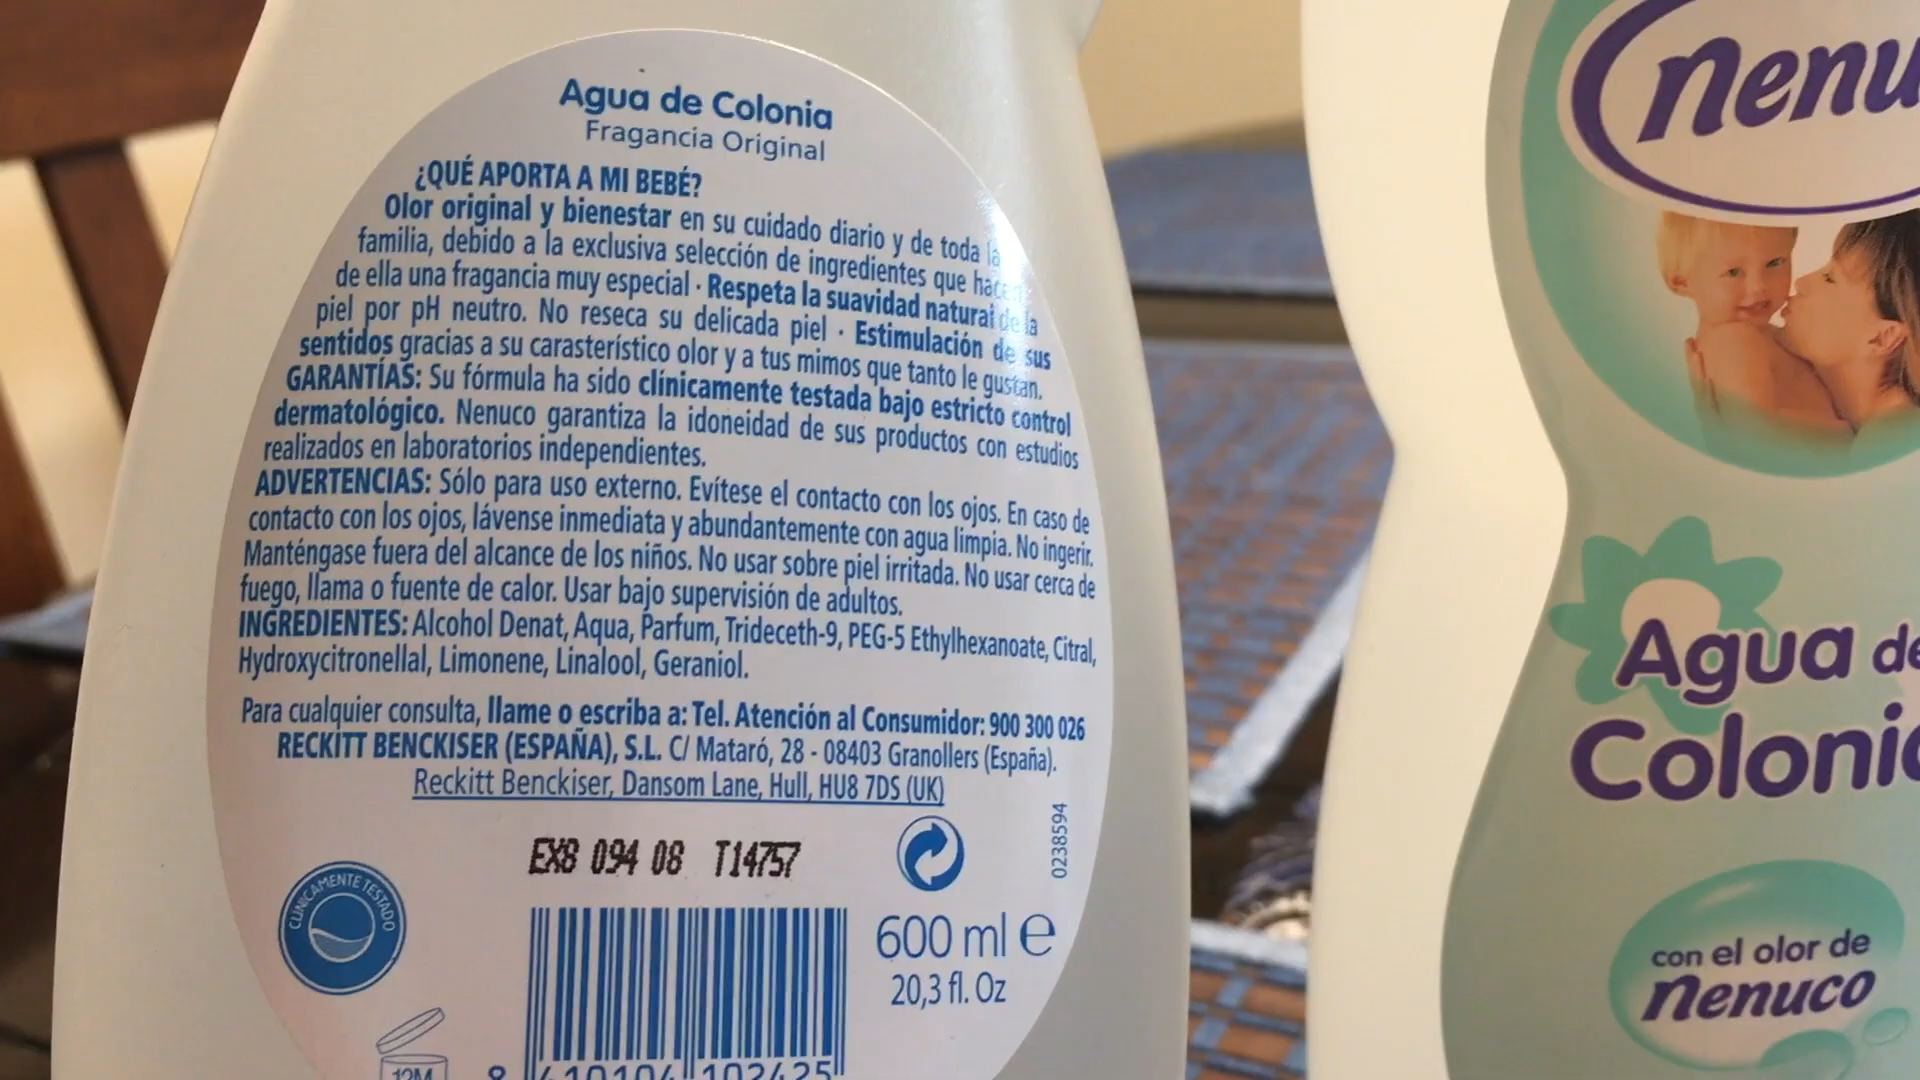 Agua de Colonia
Fragancia Original
¿QUÉ APORTA A MI BEBÉ?
Olor original y bienestar en su cuidado diario y de toda la
familia, debido a la exclusiva selección de ingredientes que hacen
de ella una fragancia muy especial · Respeta la suavidad natural de la
piel por pH neutro. No reseca su delicada piel · Estimulación de sus
sentidos gracias a su carasterístico olor y a tus mimos que tanto le gustan.
GARANTÍAS: Su fórmula ha sido clínicamente testada bajo estricto control
dermatológico. Nenuco garantiza la idoneidad de sus productos con estudios
realizados en laboratorios independientes.
ADVERTENCIAS: Sólo para uso externo. Evítese el contacto con los ojos. En caso de
contacto con los ojos, lávense inmediata y abundantemente con agua limpia. No ingerir.
Manténgase fuera del alcance de los niños. No usar sobre piel irritada. No usar cerca de
fuego, llama o fuente de calor. Usar bajo supervisión de adultos.
INGREDIENTES: Alcohol Denat, Aqua, Parfum, Trideceth-9, PEG-5 Ethylhexanoate, Citral,
Hydroxycitronellal, Limonene, Linalool, Geraniol.
Para cualquier consulta, llame o escriba a: Tel. Atención al Consumidor: 900 300 026
RECKITT BENCKISER (ESPAÑA), S.L. C/ Mataró, 28 - 08403 Granollers (España).
Reckitt Benckiser, Dansom Lane, Hull, HU8 7DS (UK)
EX8 094 08 T14757
0238594
CLINICAMENTE TESTADO
600 ml e
20,3 fl. Oz
12M
8 410104 102425
nenu
Agua de
Colonia
con el olor de
nenuco